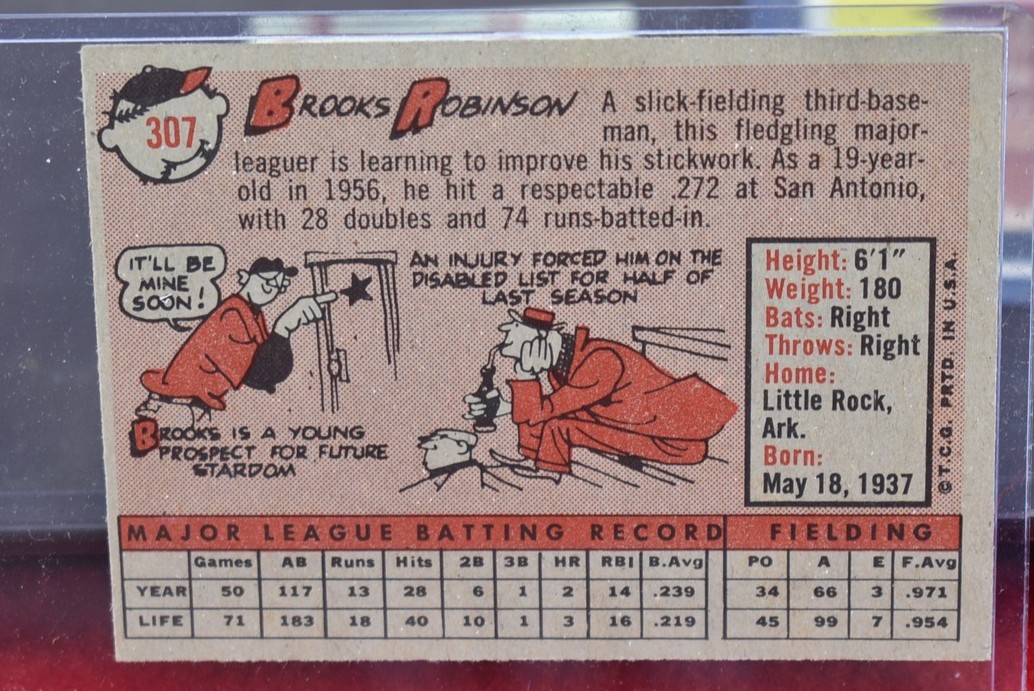 307
BROOKS ROBINSON
A slick-fielding third-base-
man, this fledgling major-
leaguer is learning to improve his stickwork. As a 19-year-
old in 1956, he hit a respectable .272 at San Antonio,
with 28 doubles and 74 runs-batted-in.
IT'LL BE
MINE
SOON!
BROOKS IS A YOUNG
PROSPECT FOR FUTURE
STARDOM
AN INJURY FORCED HIM ON THE
DISABLED LIST FOR HALF OF
LAST SEASON
Height: 6'1"
Weight: 180
Bats: Right
Throws: Right
Home:
Little Rock,
Ark.
Born:
May 18, 1937
© T.C.G. PRTD. IN U.S.A.
MAJOR LEAGUE BATTING RECORD FIELDING
Games AB Runs Hits 2B 3B HR RBI B.Avg PO A E F.Avg
YEAR 50 117 13 28 6 1 2 14 .239 34 66 3 .971
LIFE 71 183 18 40 10 1 3 16 .219 45 99 7 .954